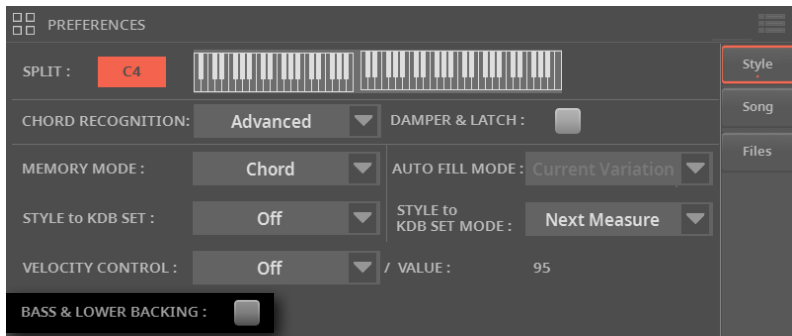 PREFERENCES
SPLIT : C4
Style
Song
Files
CHORD RECOGNITION: Advanced DAMPER & LATCH :
MEMORY MODE : Chord AUTO FILL MODE : Current Variation
STYLE to KDB SET : Off STYLE to
KDB SET MODE : Next Measure
VELOCITY CONTROL : Off / VALUE : 95
BASS & LOWER BACKING :